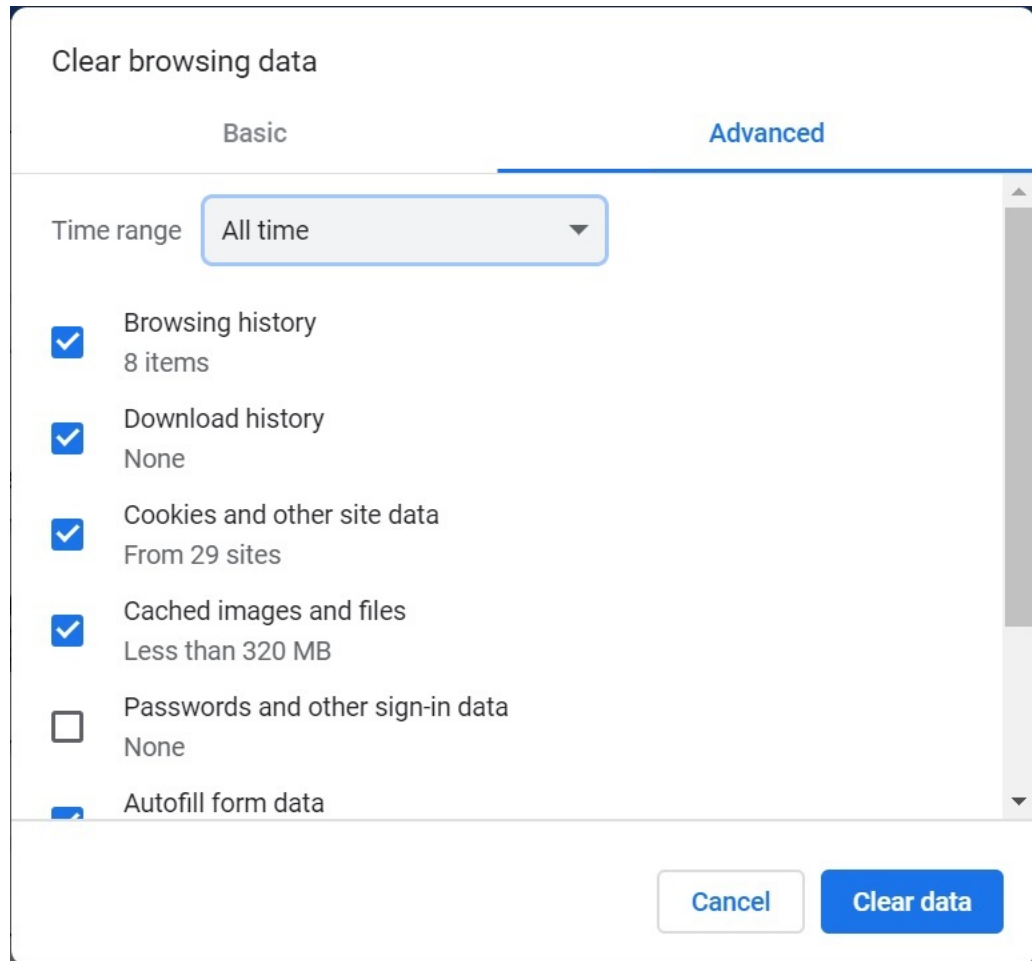 Clear browsing data
Basic
Advanced
Time range
All time
Browsing history
8 items
Download history
None
Cookies and other site data
From 29 sites
Cached images and files
Less than 320 MB
Passwords and other sign-in data
None
Autofill form data
Cancel
Clear data